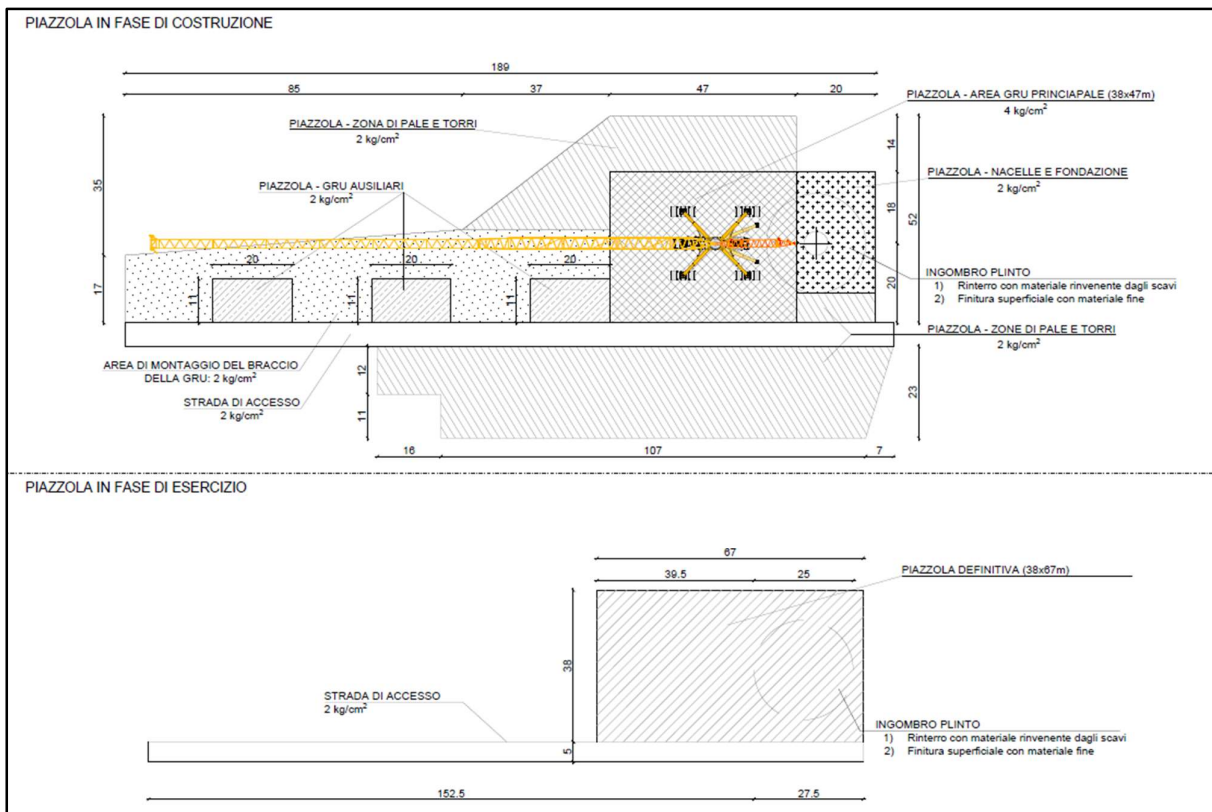 PIAZZOLA IN FASE DI COSTRUZIONE
189
85 37 47 20
PIAZZOLA - AREA GRU PRINCIAPALE (38x47m)
4 kg/cm²
PIAZZOLA - ZONA DI PALE E TORRI
2 kg/cm²
14
PIAZZOLA - NACELLE E FONDAZIONE
2 kg/cm²
PIAZZOLA - GRU AUSILIARI
2 kg/cm²
35
18
52
20 20 20
INGOMBRO PLINTO
1) Rinterro con materiale rinvenente dagli scavi
2) Finitura superficiale con materiale fine
17
11 11 11
20
PIAZZOLA - ZONE DI PALE E TORRI
2 kg/cm²
AREA DI MONTAGGIO DEL BRACCIO
DELLA GRU: 2 kg/cm²
STRADA DI ACCESSO
2 kg/cm²
12
11
23
16 107 7
PIAZZOLA IN FASE DI ESERCIZIO
67
39.5 25
PIAZZOLA DEFINITIVA (38x67m)
38
STRADA DI ACCESSO
2 kg/cm²
INGOMBRO PLINTO
1) Rinterro con materiale rinvenente dagli scavi
2) Finitura superficiale con materiale fine
5
152.5 27.5